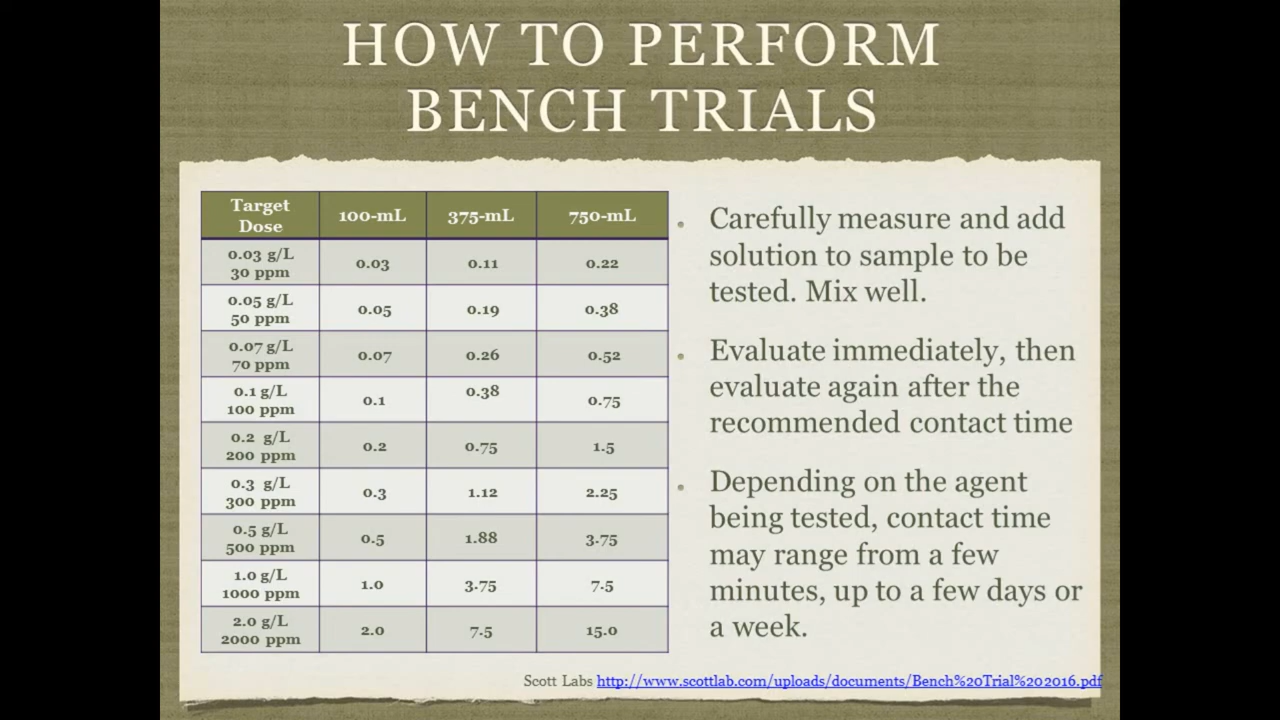 HOW TO PERFORM
BENCH TRIALS
Target
Dose
100-mL
375-mL
750-mL
0.03 g/L
30 ppm
0.03
0.11
0.22
0.05 g/L
50 ppm
0.05
0.19
0.38
0.07 g/L
70 ppm
0.07
0.26
0.52
0.1 g/L
100 ppm
0.1
0.38
0.75
0.2 g/L
200 ppm
0.2
0.75
1.5
0.3 g/L
300 ppm
0.3
1.12
2.25
0.5 g/L
500 ppm
0.5
1.88
3.75
1.0 g/L
1000 ppm
1.0
3.75
7.5
2.0 g/L
2000 ppm
2.0
7.5
15.0
Carefully measure and add
solution to sample to be
tested. Mix well.
Evaluate immediately, then
evaluate again after the
recommended contact time
Depending on the agent
being tested, contact time
may range from a few
minutes, up to a few days or
a week.
Scott Labs http://www.scottlab.com/uploads/documents/Bench%20Trial%202016.pdf